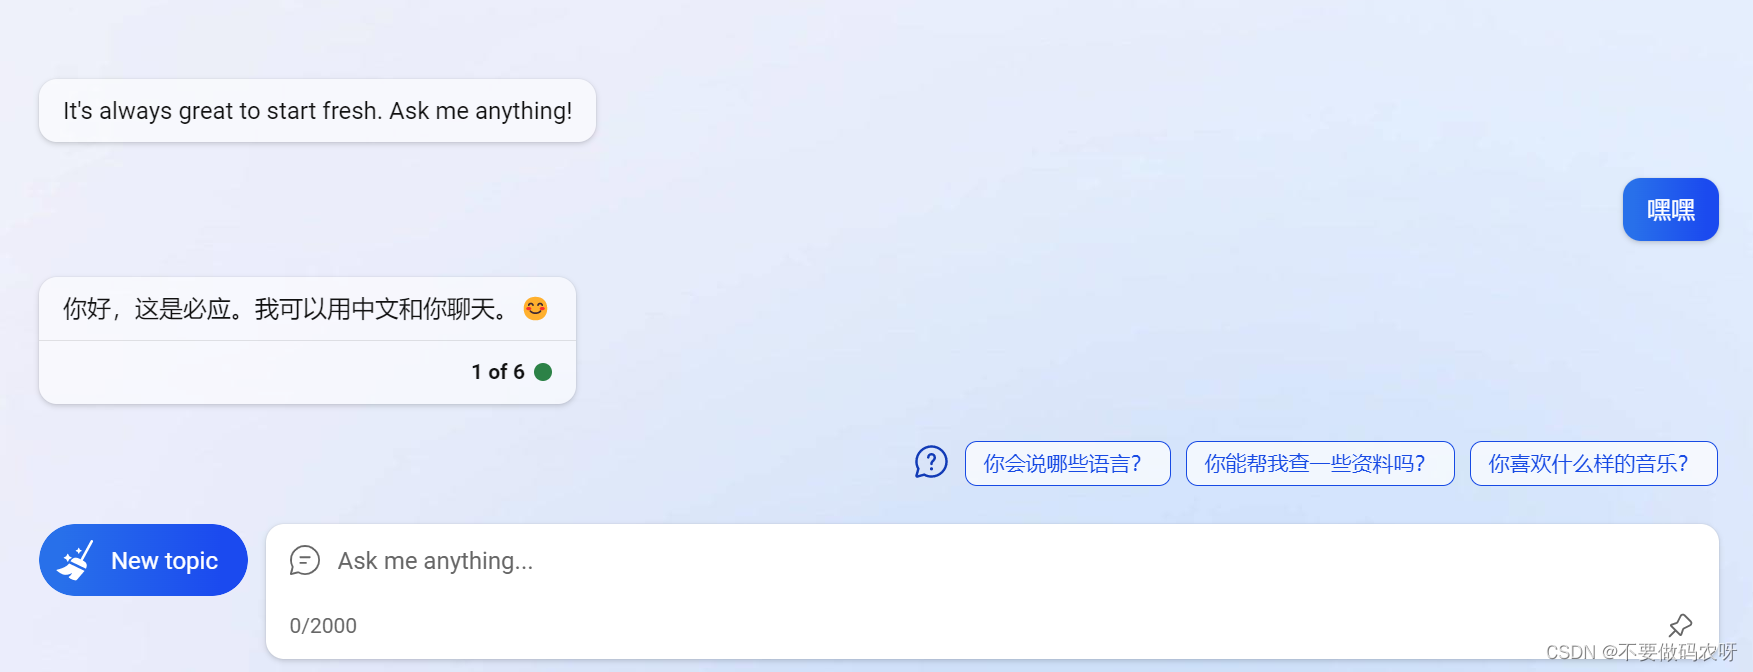 It's always great to start fresh. Ask me anything!
嘿嘿
你好，这是必应。我可以用中文和你聊天。😊
1 of 6
你会说哪些语言？
你能帮我查一些资料吗？
你喜欢什么样的音乐？
New topic
Ask me anything...
0/2000
CSDN @不要做码农呀